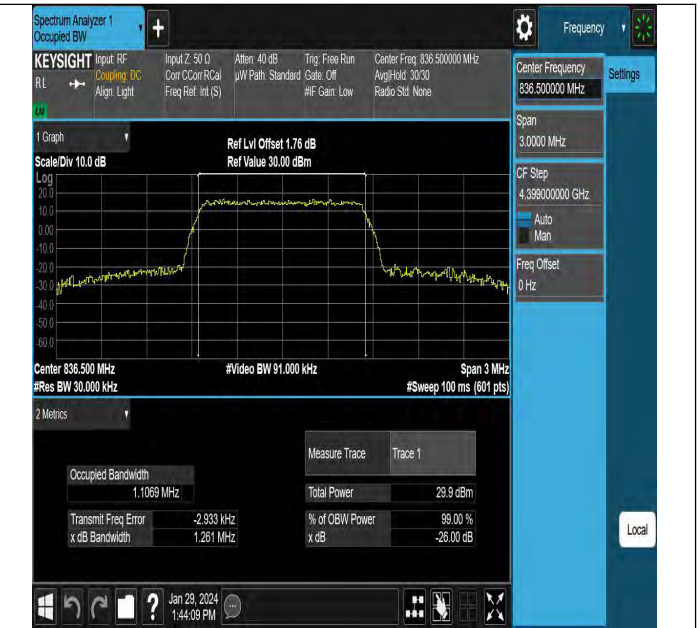 Spectrum Analyzer 1
Occupied BW
Frequency
KEYSIGHT Input: RF Input Z: 50 Ω Atten: 40 dB Trig: Free Run Center Freq: 836.500000 MHz
RL Coupling: DC Corr CCorr RCal µW Path: Standard Gate: Off Avg|Hold: 30/30
Align: Light Freq Ref: Int (S) #IF Gain: Low Radio Std: None
Center Frequency
836.500000 MHz
Settings
Span
3.0000 MHz
CF Step
4.399000000 GHz
Auto
Man
Freq Offset
0 Hz
1 Graph
Ref Lvl Offset 1.76 dB
Scale/Div 10.0 dB Ref Value 30.00 dBm
Log
20.0
10.0
0.00
-10.0
-20.0
-30.0
-40.0
-50.0
-60.0
Center 836.500 MHz #Video BW 91.000 kHz Span 3 MHz
#Res BW 30.000 kHz #Sweep 100 ms (601 pts)
2 Metrics
Measure Trace Trace 1
Occupied Bandwidth
1.1069 MHz
Total Power 29.9 dBm
Transmit Freq Error -2.933 kHz % of OBW Power 99.00 %
x dB Bandwidth 1.261 MHz x dB -26.00 dB
Local
Jan 29, 2024
1:44:09 PM